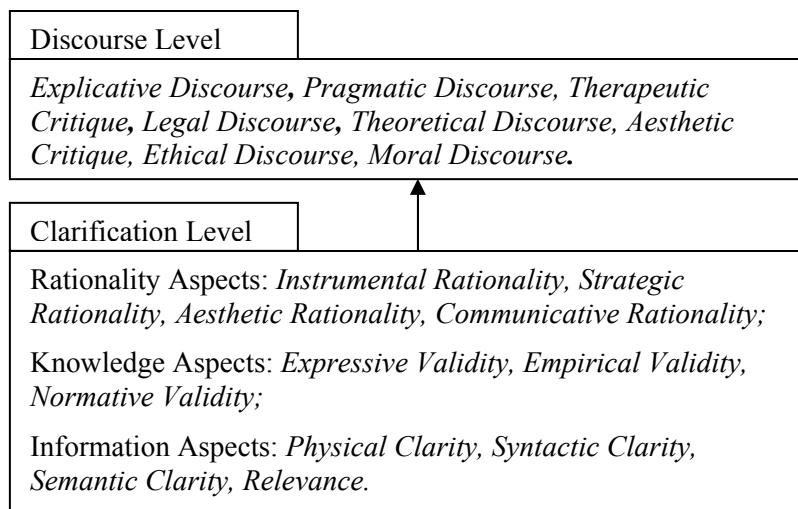 Discourse Level
Explicative Discourse, Pragmatic Discourse, Therapeutic
Critique, Legal Discourse, Theoretical Discourse, Aesthetic
Critique, Ethical Discourse, Moral Discourse.
Clarification Level
Rationality Aspects: Instrumental Rationality, Strategic
Rationality, Aesthetic Rationality, Communicative Rationality;
Knowledge Aspects: Expressive Validity, Empirical Validity,
Normative Validity;
Information Aspects: Physical Clarity, Syntactic Clarity,
Semantic Clarity, Relevance.